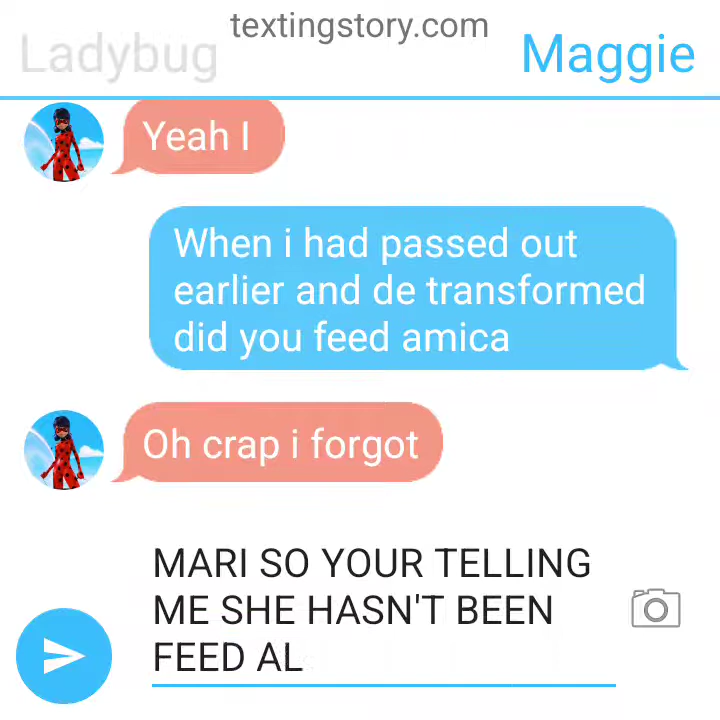 textingstory.com
Ladybug
Maggie
Yeah I
When i had passed out
earlier and de transformed
did you feed amica
Oh crap i forgot
MARI SO YOUR TELLING
ME SHE HASN'T BEEN
FEED AL